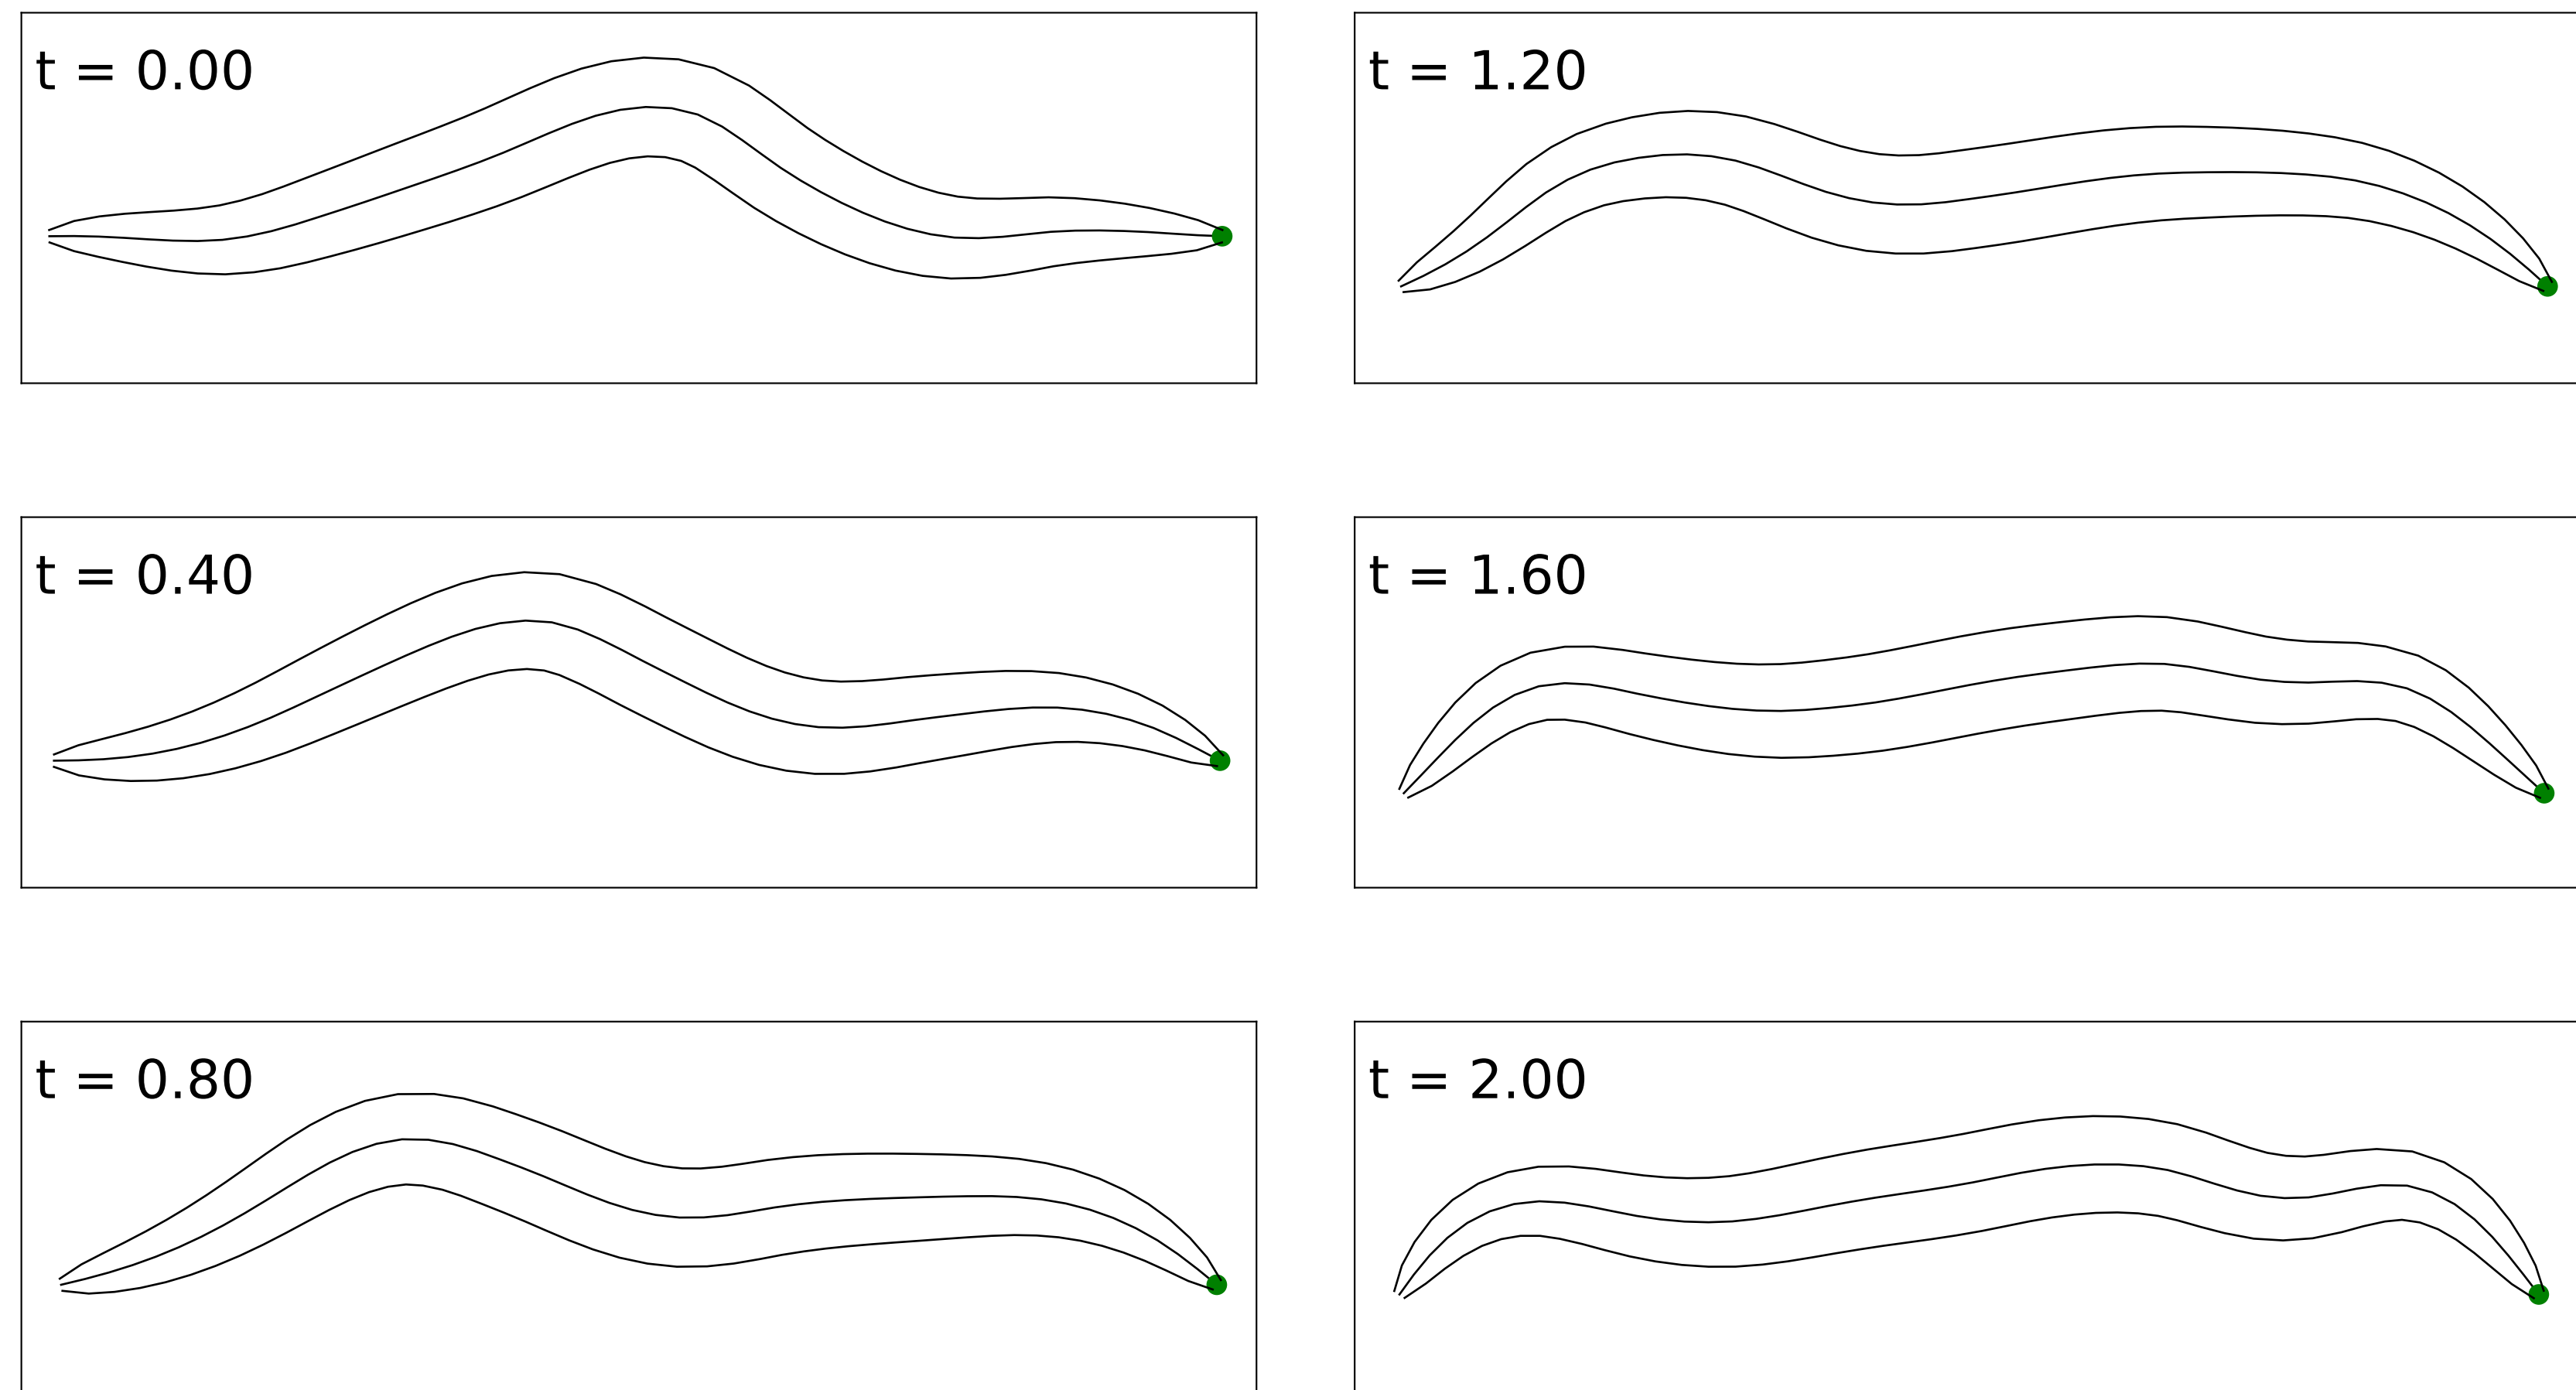 t = 0.00
t = 1.20
t = 0.40
t = 1.60
t = 0.80
t = 2.00